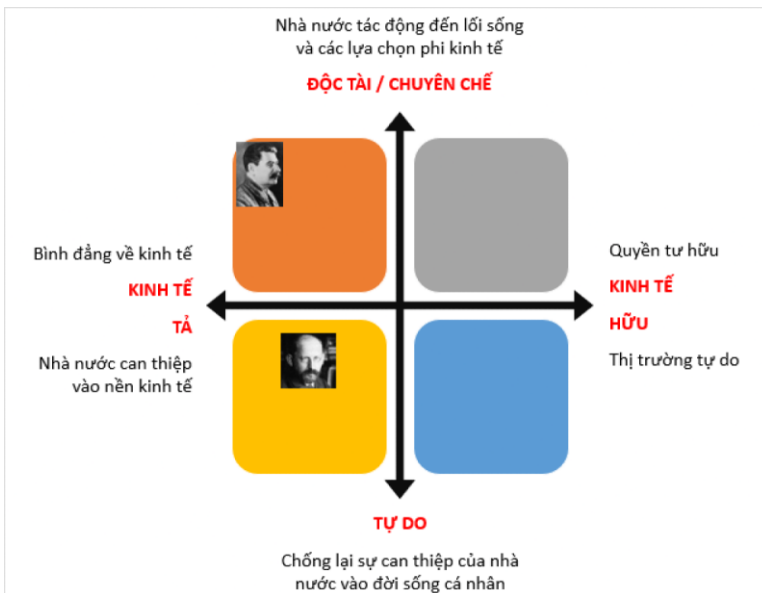 Nhà nước tác động đến lối sống
và các lựa chọn phi kinh tế
ĐỘC TÀI / CHUYÊN CHẾ
Bình đẳng về kinh tế
KINH TẾ
TẢ
Nhà nước can thiệp
vào nền kinh tế
Quyền tư hữu
KINH TẾ
HỮU
Thị trường tự do
TỰ DO
Chống lại sự can thiệp của nhà
nước vào đời sống cá nhân